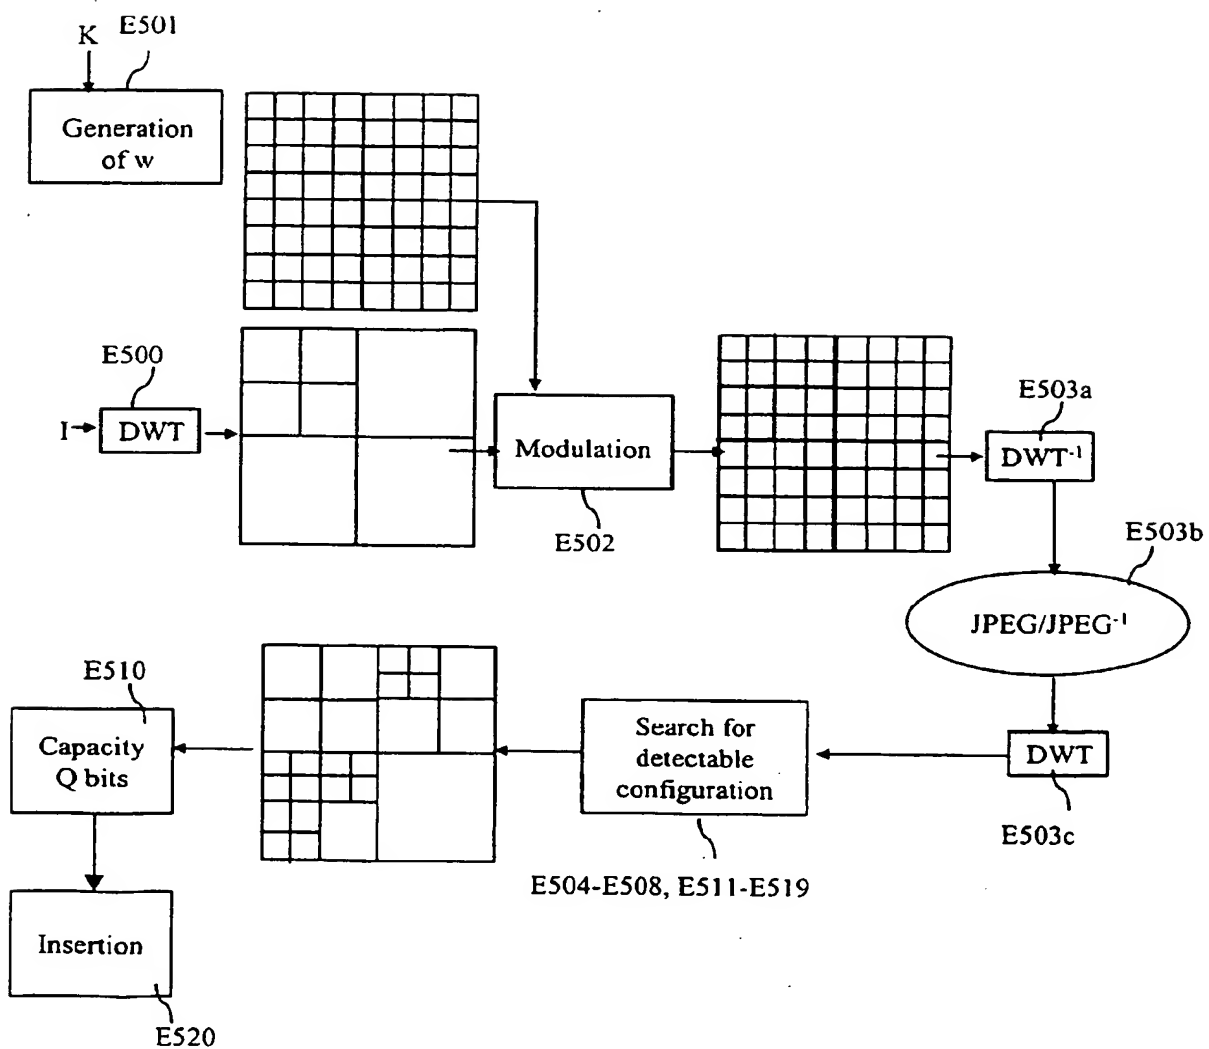 K
E501
Generation
of w
E500
I
DWT
Modulation
E502
E503a
DWT⁻¹
E503b
JPEG/JPEG⁻¹
E510
Capacity
Q bits
Search for
detectable
configuration
DWT
E503c
E504-E508, E511-E519
Insertion
E520